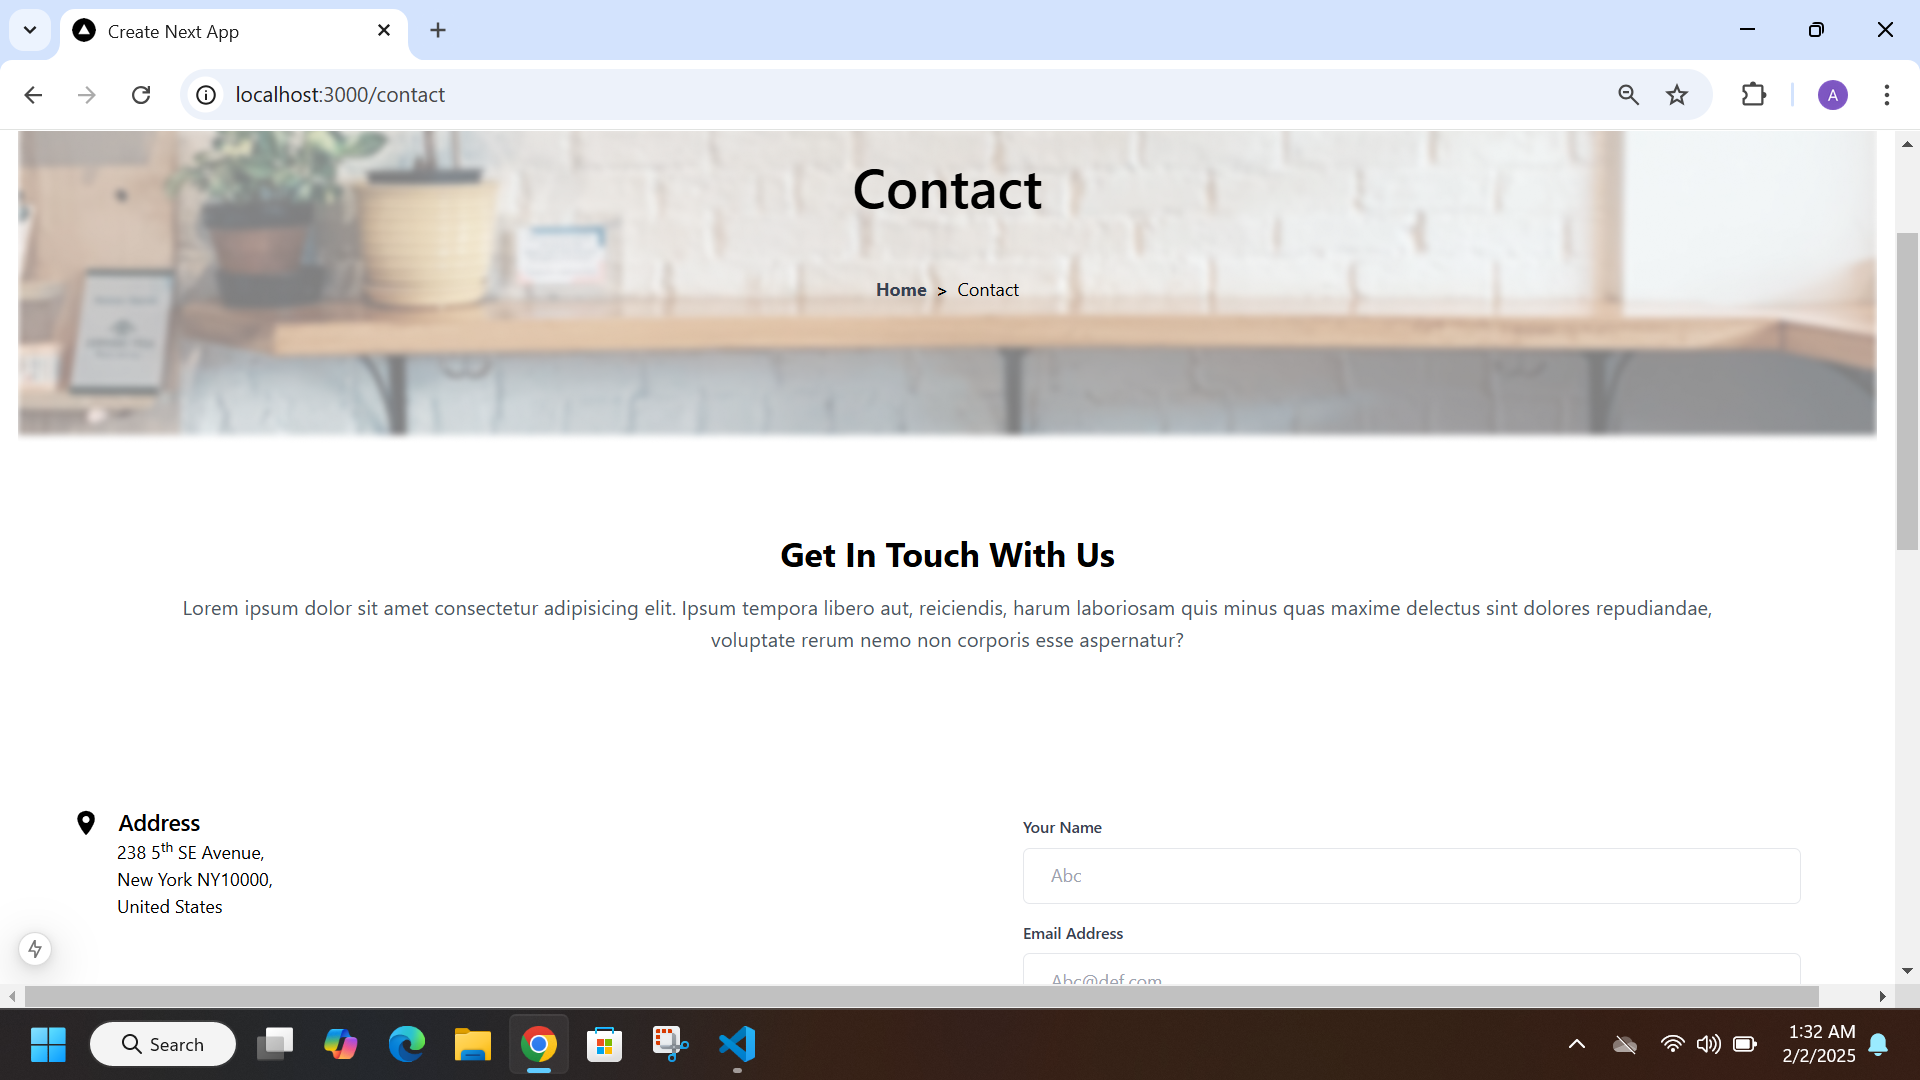 Create Next App
localhost:3000/contact
A
Contact
Home > Contact
Get In Touch With Us
Lorem ipsum dolor sit amet consectetur adipisicing elit. Ipsum tempora libero aut, reiciendis, harum laboriosam quis minus quas maxime delectus sint dolores repudiandae,
voluptate rerum nemo non corporis esse aspernatur?
Address
238 5th SE Avenue,
New York NY10000,
United States
Your Name
Abc
Email Address
Abc@def.com
Search
1:32 AM
2/2/2025